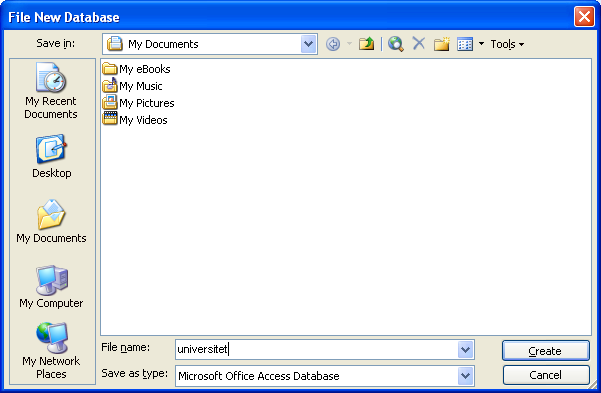 File New Database
Save in:
My Documents
Tools
My Recent
Documents
Desktop
My Documents
My Computer
My Network
Places
My eBooks
My Music
My Pictures
My Videos
File name:
universitet
Create
Save as type:
Microsoft Office Access Database
Cancel